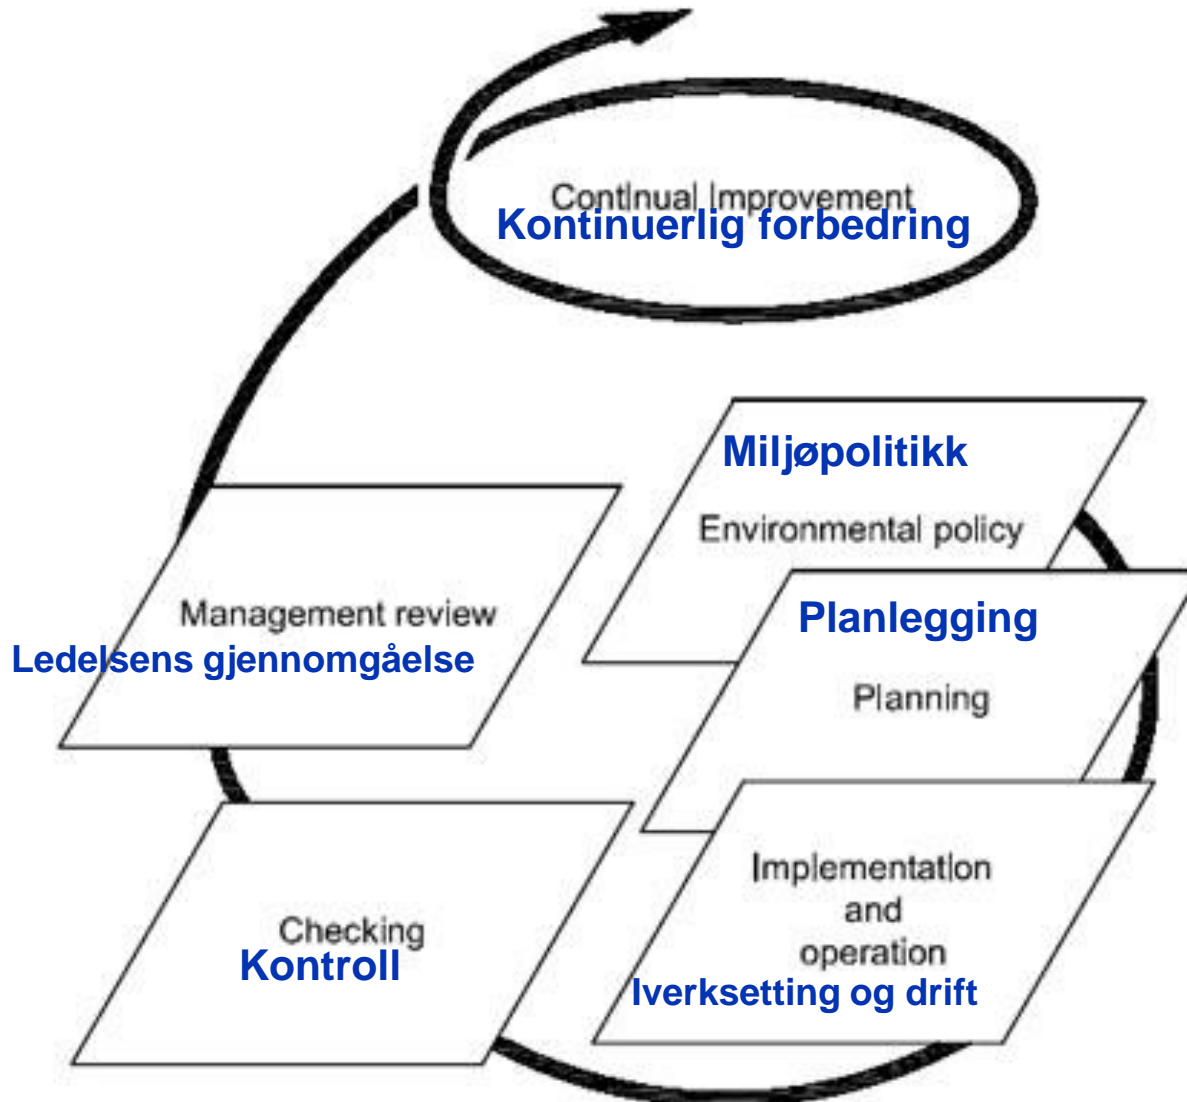 Continual Improvement
Kontinuerlig forbedring
Miljøpolitikk
Environmental policy
Management review
Ledelsens gjennomgåelse
Planlegging
Planning
Implementation
and
operation
Iverksetting og drift
Checking
Kontroll